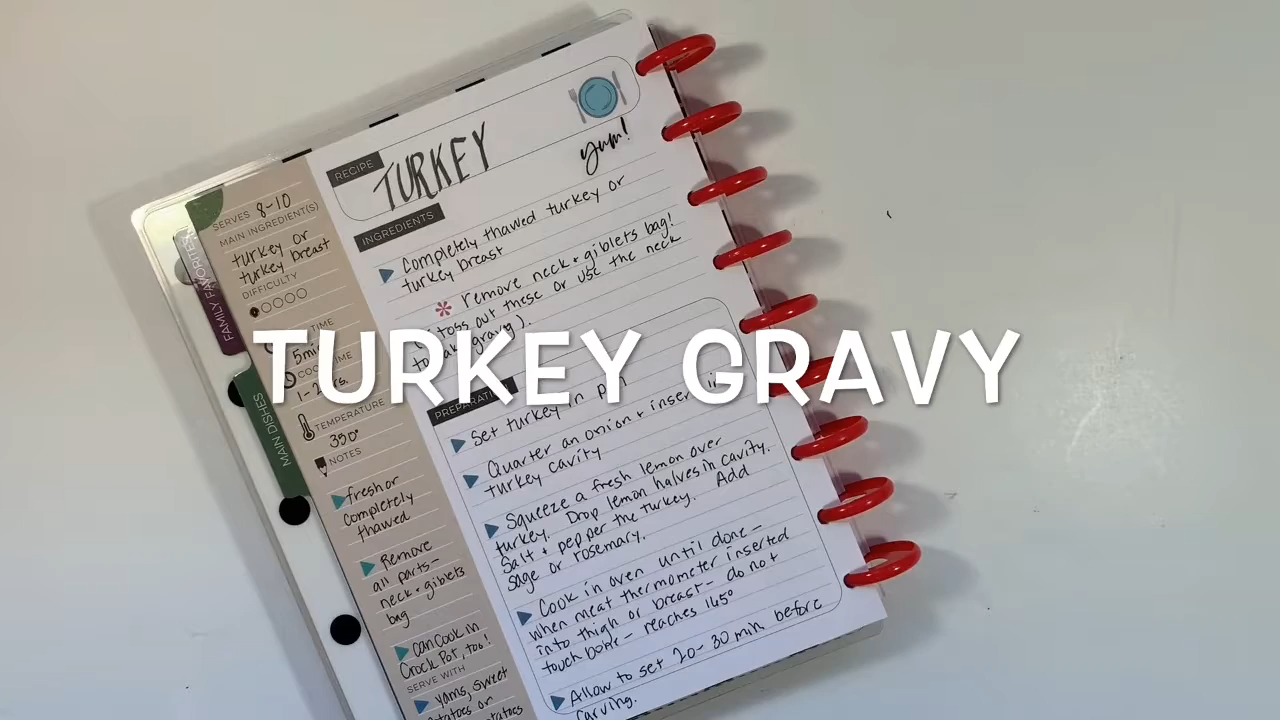 RECIPE
TURKEY
yum!
INGREDIENTS
Completely thawed turkey or
turkey breast
* remove neck + giblets bag!
(toss out these or use the neck
to make gravy).
TURKEY GRAVY
PREPARATION
Set turkey in pan
Quarter an onion + insert in
turkey cavity
Squeeze a fresh lemon over
turkey. Drop lemon halves in cavity.
Salt + pepper the turkey. Add
sage or rosemary.
Cook in oven until done –
when meat thermometer inserted
into thigh or breast – do not
touch bone – reaches 165°
Allow to set 20-30 min before
carving.
SERVES 8-10
MAIN INGREDIENT(S)
turkey or
turkey breast
DIFFICULTY
TIME
5min
COOK TIME
1-2 hrs.
TEMPERATURE
350°
NOTES
Fresh or
completely
thawed
Remove
all parts –
neck + giblets
bag
can cook in
Crock Pot, too!
SERVE WITH
yams, sweet
potatoes or
FAMILY FAVORITES
MAIN DISHES